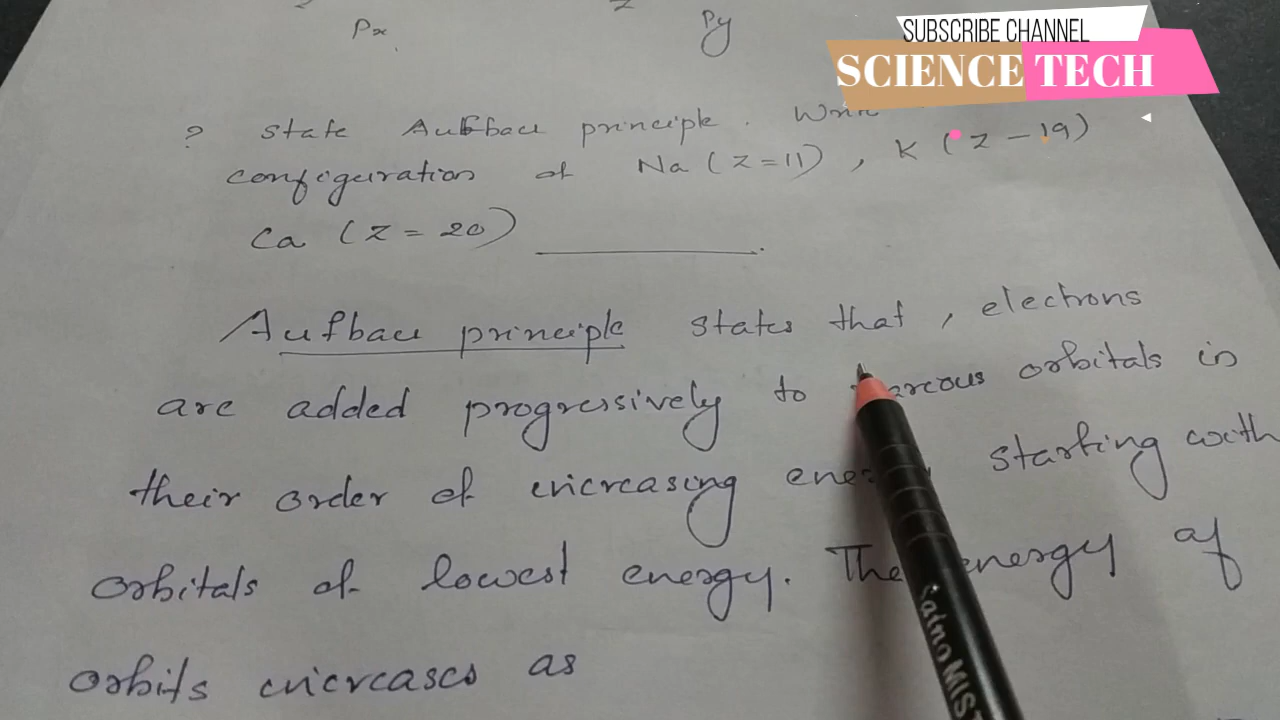 Px Py
SUBSCRIBE CHANNEL
SCIENCE TECH
? State Aufbau principle.
configuration of Na (Z=11), K (Z-19)
Ca (Z=20)
Aufbau principle states that, electrons
are added progressively to orbitals in
their order of increasing starting with
orbitals of lowest energy. The energy of
orbits increases as